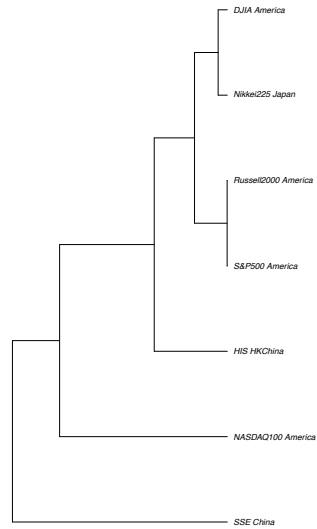 DJIA America
Nikkei225 Japan
Russell2000 America
S&P500 America
HIS HKChina
NASDAQ100 America
SSE China